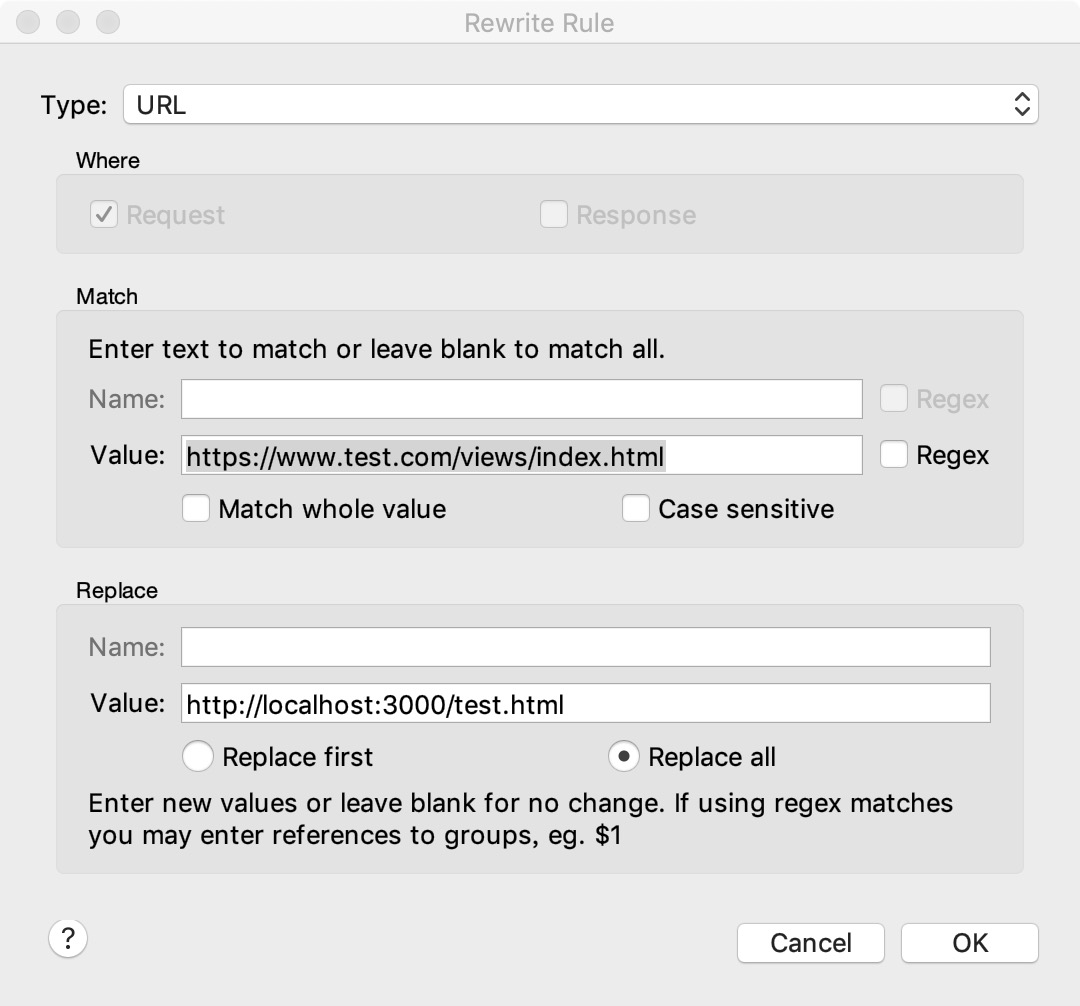 Rewrite Rule
Type: URL
Where
Request Response
Match
Enter text to match or leave blank to match all.
Name: Regex
Value: https://www.test.com/views/index.html Regex
Match whole value Case sensitive
Replace
Name:
Value: http://localhost:3000/test.html
Replace first Replace all
Enter new values or leave blank for no change. If using regex matches
you may enter references to groups, eg. $1
? Cancel OK